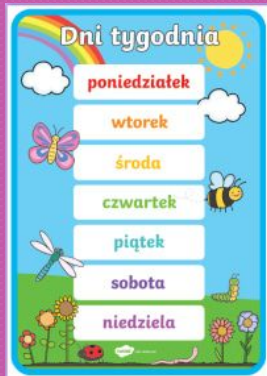 Dni tygodnia
poniedziałek
wtorek
środa
czwartek
piątek
sobota
niedziela